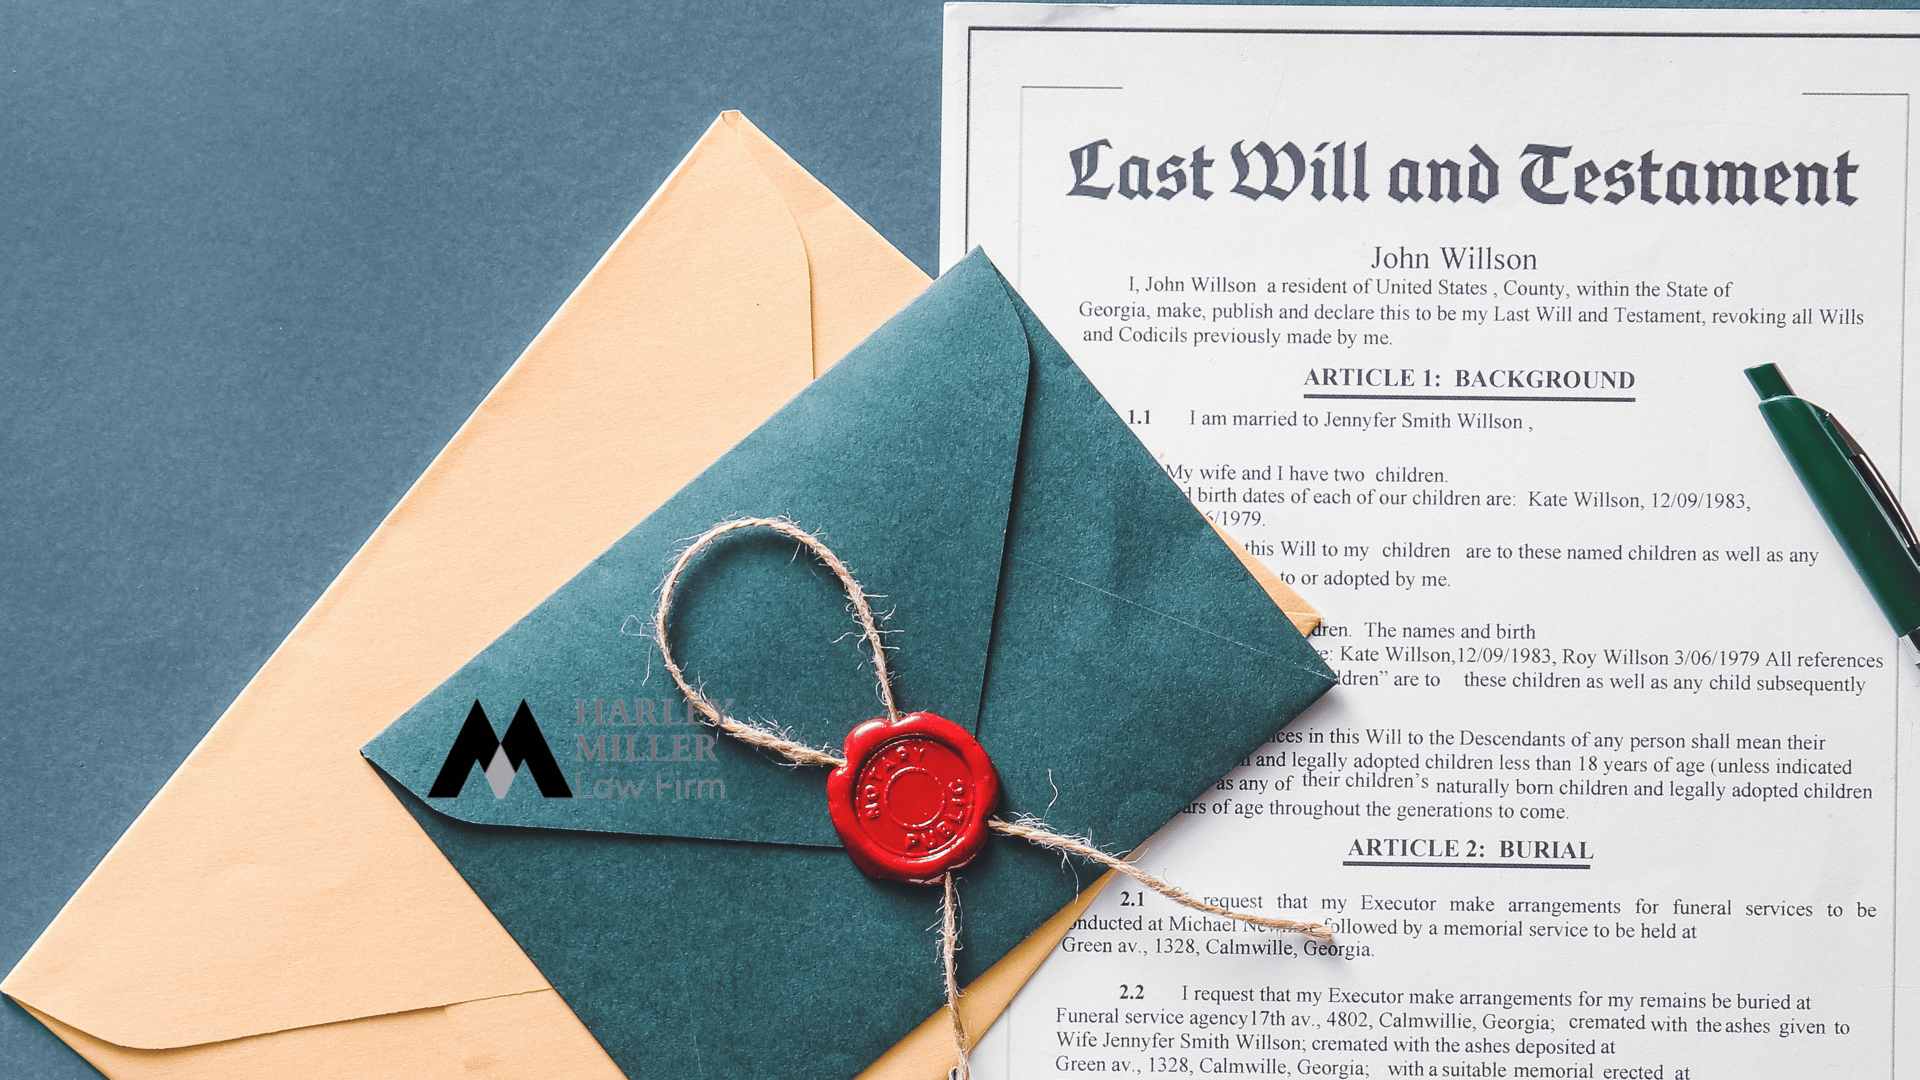 Last Will and Testament
John Willson
I, John Willson a resident of United States , County, within the State of
Georgia, make, publish and declare this to be my Last Will and Testament, revoking all Wills
and Codicils previously made by me.
ARTICLE 1: BACKGROUND
1.1 I am married to Jennyfer Smith Willson ,
My wife and I have two children.
birth dates of each of our children are: Kate Willson, 12/09/1983,
/1979.
this Will to my children are to these named children as well as any
to or adopted by me.
The names and birth
Kate Willson,12/09/1983, Roy Willson 3/06/1979 All references
are to these children as well as any child subsequently
in this Will to the Descendants of any person shall mean their
and legally adopted children less than 18 years of age (unless indicated
as any of their children's naturally born children and legally adopted children
of age throughout the generations to come.
ARTICLE 2: BURIAL
2.1 request that my Executor make arrangements for funeral services to be
conducted at Michael followed by a memorial service to be held at
Green av., 1328, Calmwille, Georgia.
2.2 I request that my Executor make arrangements for my remains be buried at
Funeral service agency17th av., 4802, Calmwillie, Georgia; cremated with the ashes given to
Wife Jennyfer Smith Willson; cremated with the ashes deposited at
Green av., 1328, Calmwille, Georgia; with a suitable memorial erected at
HARLEY
MILLER
Law Firm
NOTARY
PUBLIC